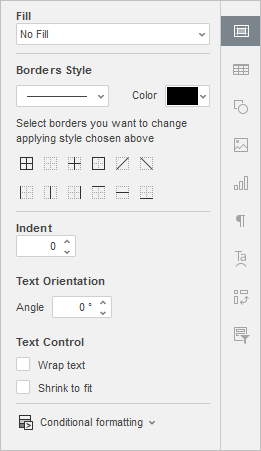 Fill
No Fill
Borders Style
Color
Select borders you want to change
applying style chosen above
Indent
0
Text Orientation
Angle 0 °
Text Control
Wrap text
Shrink to fit
Conditional formatting
Ta